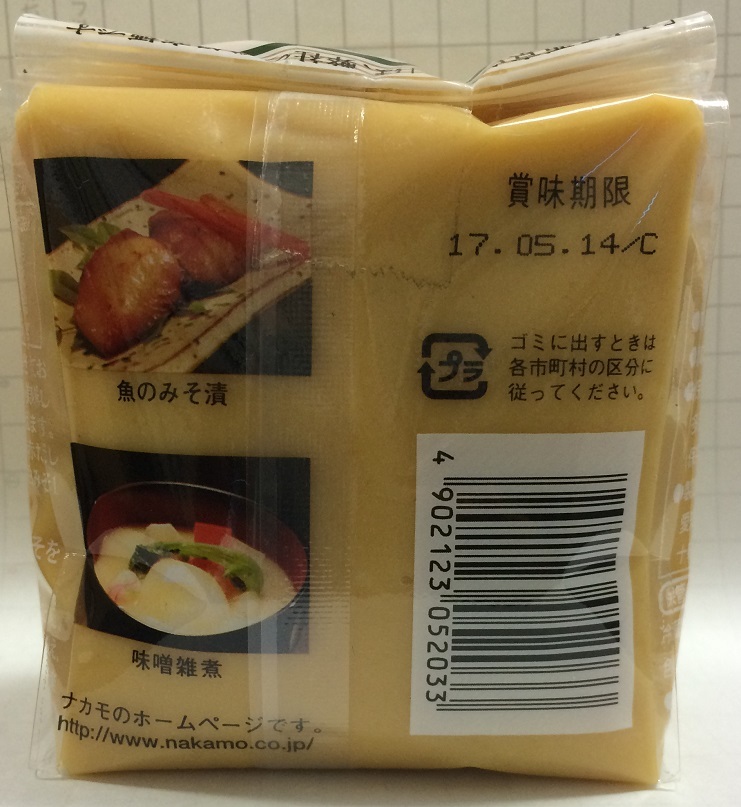 賞味期限
17.05.14/C
プラ
ゴミに出すときは
各市町村の区分に
従ってください。
魚のみそ漬
4 902123 052033
味噌雑煮
ナカモのホームページです。
http://www.nakamo.co.jp/